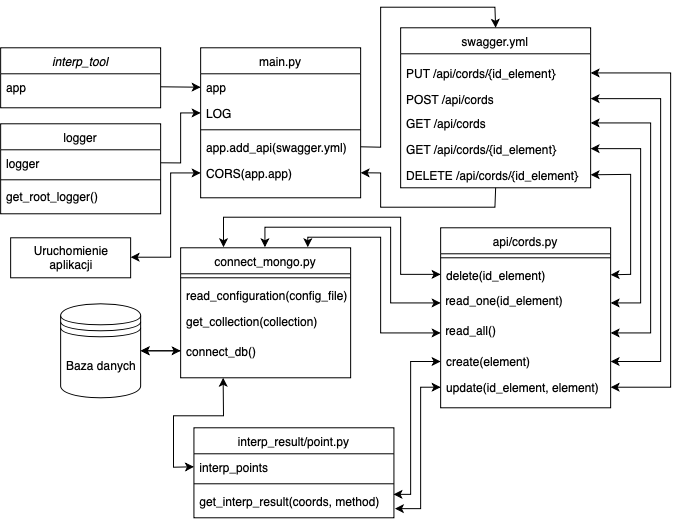 interp_tool
app
logger
logger
get_root_logger()
main.py
app
LOG
app.add_api(swagger.yml)
CORS(app.app)
swagger.yml
PUT /api/cords/{id_element}
POST /api/cords
GET /api/cords
GET /api/cords/{id_element}
DELETE /api/cords/{id_element}
Uruchomienie
aplikacji
connect_mongo.py
read_configuration(config_file)
get_collection(collection)
connect_db()
api/cords.py
delete(id_element)
read_one(id_element)
read_all()
create(element)
update(id_element, element)
Baza danych
interp_result/point.py
interp_points
get_interp_result(coords, method)